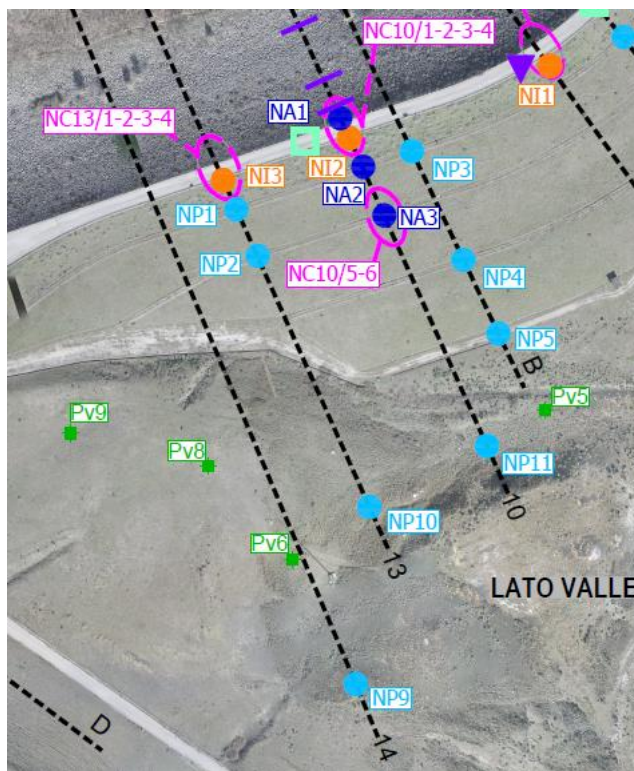 NC10/1-2-3-4
NI1
NC13/1-2-3-4
NA1
NI2
NP3
NI3
NA2
NP1
NA3
NP2
NC10/5-6
NP4
NP5
B
Pv5
Pv9
Pv8
NP11
10
NP10
Pv6
13
LATO VALLE
NP9
D
14